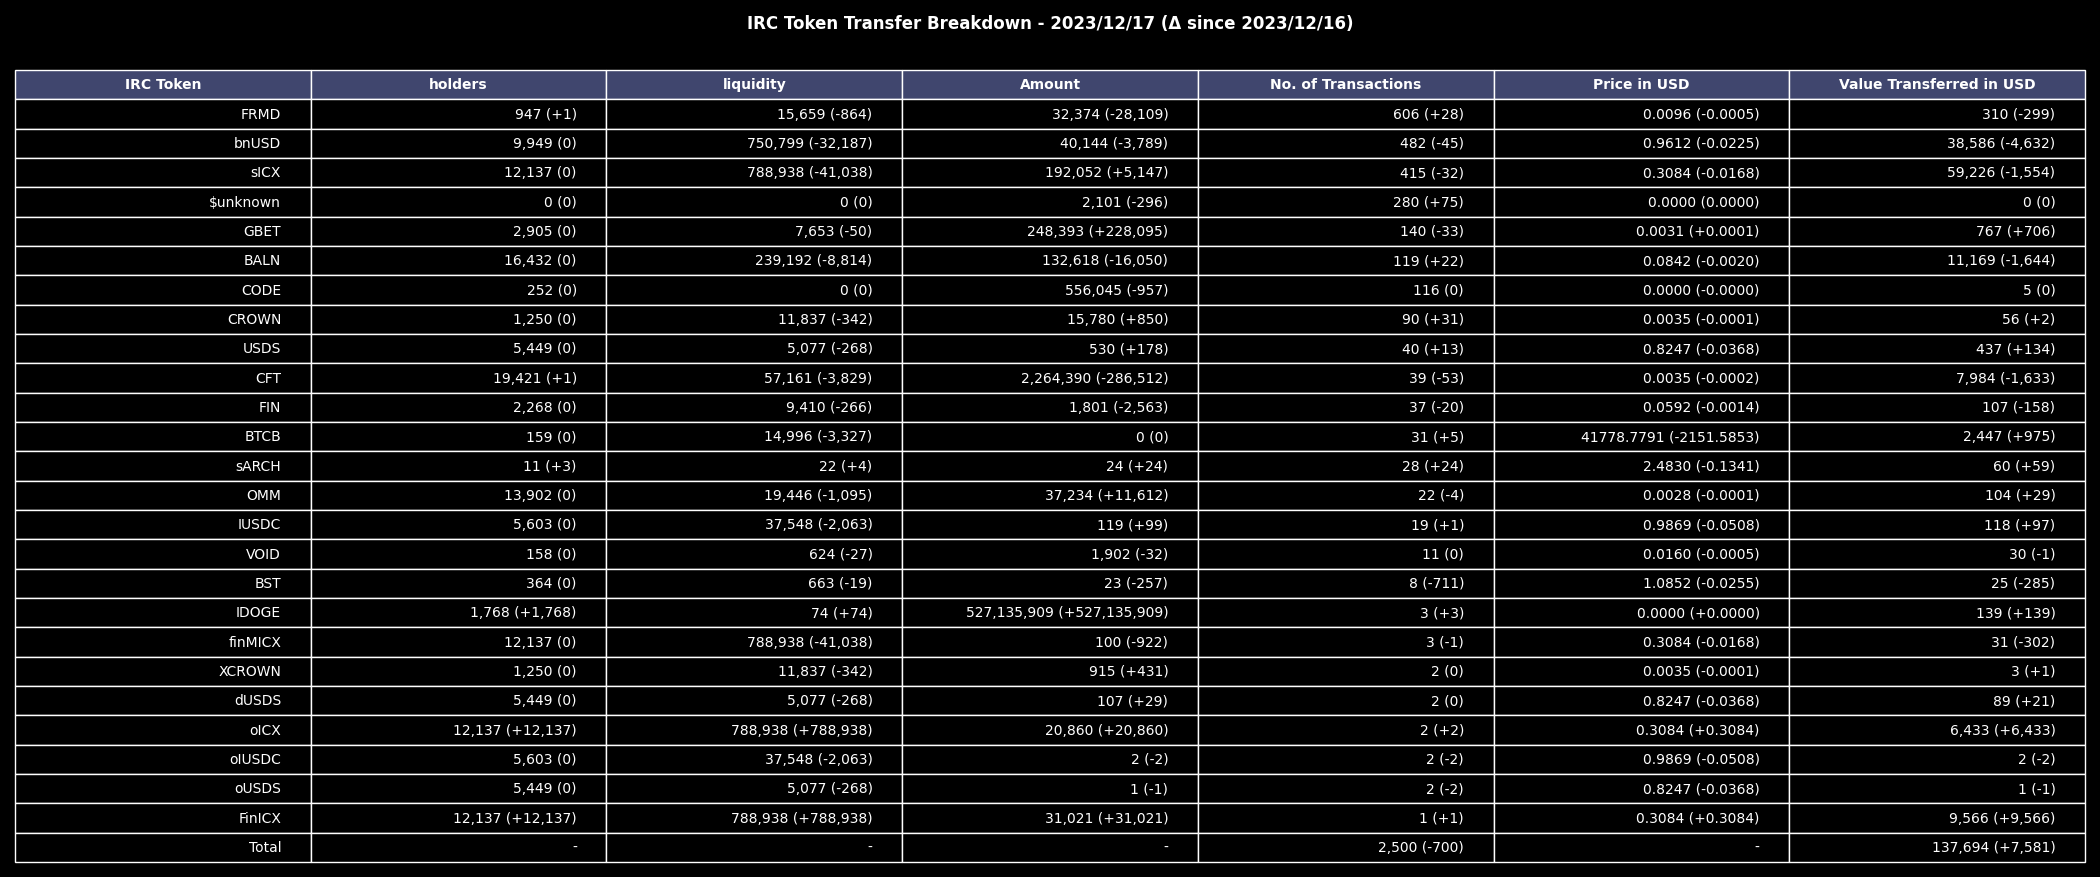 IRC Token Transfer Breakdown - 2023/12/17 (Δ since 2023/12/16)
IRC Token holders liquidity Amount No. of Transactions Price in USD Value Transferred in USD
FRMD 947 (+1) 15,659 (-864) 32,374 (-28,109) 606 (+28) 0.0096 (-0.0005) 310 (-299)
bnUSD 9,949 (0) 750,799 (-32,187) 40,144 (-3,789) 482 (-45) 0.9612 (-0.0225) 38,586 (-4,632)
sICX 12,137 (0) 788,938 (-41,038) 192,052 (+5,147) 415 (-32) 0.3084 (-0.0168) 59,226 (-1,554)
$unknown 0 (0) 0 (0) 2,101 (-296) 280 (+75) 0.0000 (0.0000) 0 (0)
GBET 2,905 (0) 7,653 (-50) 248,393 (+228,095) 140 (-33) 0.0031 (+0.0001) 767 (+706)
BALN 16,432 (0) 239,192 (-8,814) 132,618 (-16,050) 119 (+22) 0.0842 (-0.0020) 11,169 (-1,644)
CODE 252 (0) 0 (0) 556,045 (-957) 116 (0) 0.0000 (-0.0000) 5 (0)
CROWN 1,250 (0) 11,837 (-342) 15,780 (+850) 90 (+31) 0.0035 (-0.0001) 56 (+2)
USDS 5,449 (0) 5,077 (-268) 530 (+178) 40 (+13) 0.8247 (-0.0368) 437 (+134)
CFT 19,421 (+1) 57,161 (-3,829) 2,264,390 (-286,512) 39 (-53) 0.0035 (-0.0002) 7,984 (-1,633)
FIN 2,268 (0) 9,410 (-266) 1,801 (-2,563) 37 (-20) 0.0592 (-0.0014) 107 (-158)
BTCB 159 (0) 14,996 (-3,327) 0 (0) 31 (+5) 41778.7791 (-2151.5853) 2,447 (+975)
sARCH 11 (+3) 22 (+4) 24 (+24) 28 (+24) 2.4830 (-0.1341) 60 (+59)
OMM 13,902 (0) 19,446 (-1,095) 37,234 (+11,612) 22 (-4) 0.0028 (-0.0001) 104 (+29)
IUSDC 5,603 (0) 37,548 (-2,063) 119 (+99) 19 (+1) 0.9869 (-0.0508) 118 (+97)
VOID 158 (0) 624 (-27) 1,902 (-32) 11 (0) 0.0160 (-0.0005) 30 (-1)
BST 364 (0) 663 (-19) 23 (-257) 8 (-711) 1.0852 (-0.0255) 25 (-285)
IDOGE 1,768 (+1,768) 74 (+74) 527,135,909 (+527,135,909) 3 (+3) 0.0000 (+0.0000) 139 (+139)
finMICX 12,137 (0) 788,938 (-41,038) 100 (-922) 3 (-1) 0.3084 (-0.0168) 31 (-302)
XCROWN 1,250 (0) 11,837 (-342) 915 (+431) 2 (0) 0.0035 (-0.0001) 3 (+1)
dUSDS 5,449 (0) 5,077 (-268) 107 (+29) 2 (0) 0.8247 (-0.0368) 89 (+21)
oICX 12,137 (+12,137) 788,938 (+788,938) 20,860 (+20,860) 2 (+2) 0.3084 (+0.3084) 6,433 (+6,433)
oIUSDC 5,603 (0) 37,548 (-2,063) 2 (-2) 2 (-2) 0.9869 (-0.0508) 2 (-2)
oUSDS 5,449 (0) 5,077 (-268) 1 (-1) 2 (-2) 0.8247 (-0.0368) 1 (-1)
FinICX 12,137 (+12,137) 788,938 (+788,938) 31,021 (+31,021) 1 (+1) 0.3084 (+0.3084) 9,566 (+9,566)
Total - - - 2,500 (-700) - 137,694 (+7,581)